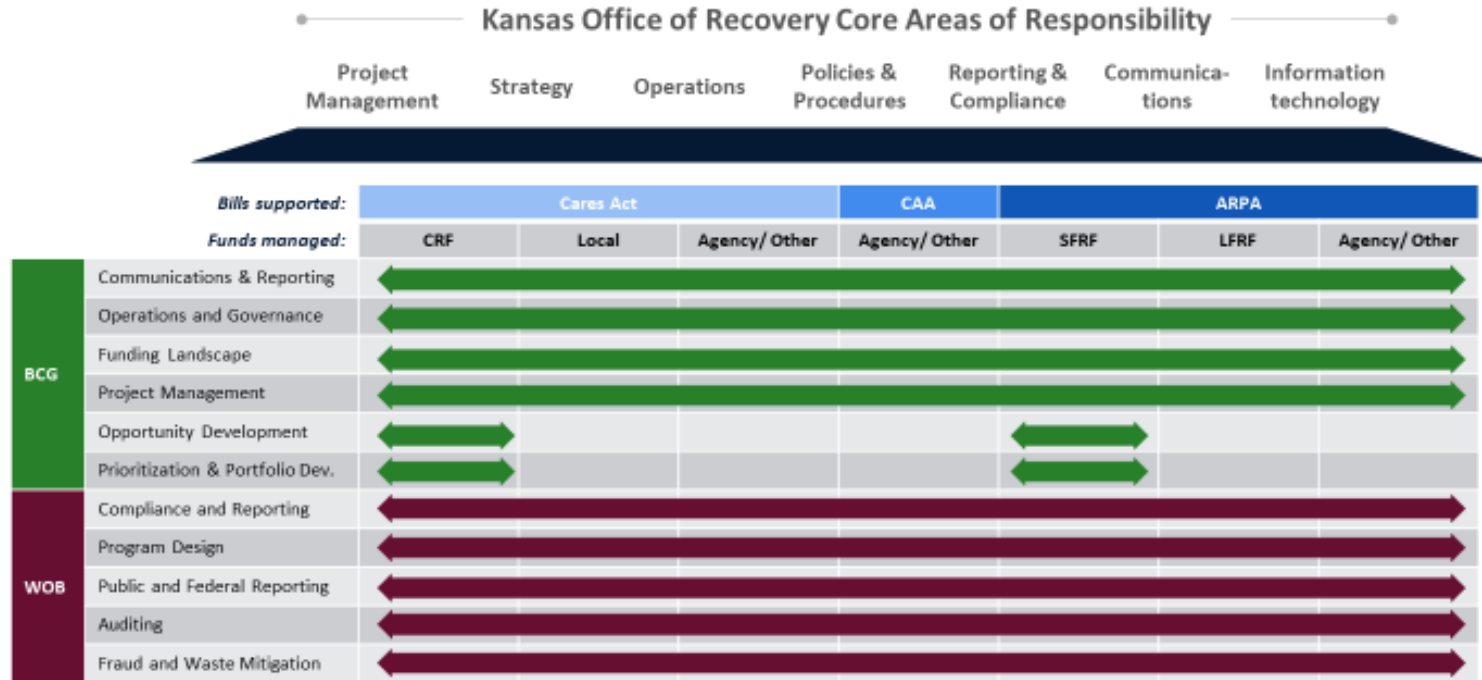 Kansas Office of Recovery Core Areas of Responsibility
Project Management
Strategy
Operations
Policies & Procedures
Reporting & Compliance
Communica-tions
Information technology
Bills supported: Cares Act CAA ARPA
Funds managed: CRF Local Agency/ Other Agency/ Other SFRF LFRF Agency/ Other
BCG
Communications & Reporting
Operations and Governance
Funding Landscape
Project Management
Opportunity Development
Prioritization & Portfolio Dev.
WOB
Compliance and Reporting
Program Design
Public and Federal Reporting
Auditing
Fraud and Waste Mitigation